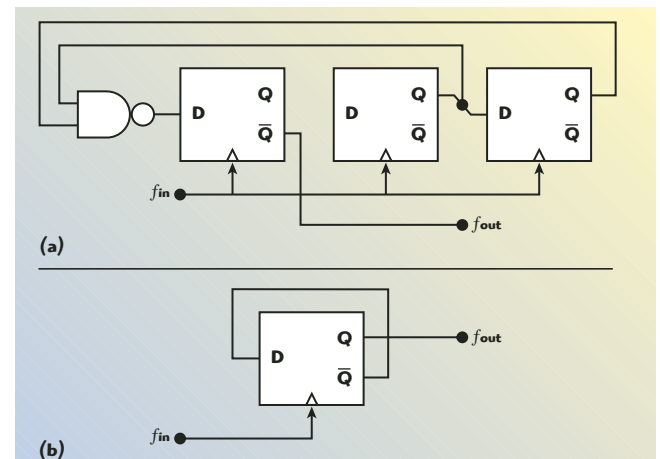 Q Q Q
D D D
Q̅ Q̅ Q̅
fin
fout
(a)
Q fout
D
Q̅
fin
(b)